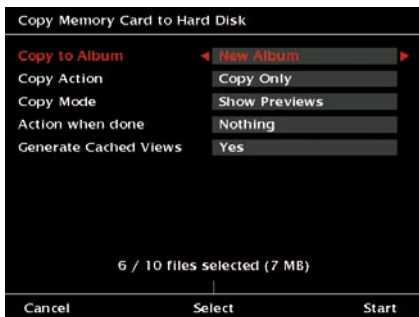 Copy Memory Card to Hard Disk
Copy to Album New Album
Copy Action Copy Only
Copy Mode Show Previews
Action when done Nothing
Generate Cached Views Yes
6 / 10 files selected (7 MB)
Cancel Select Start